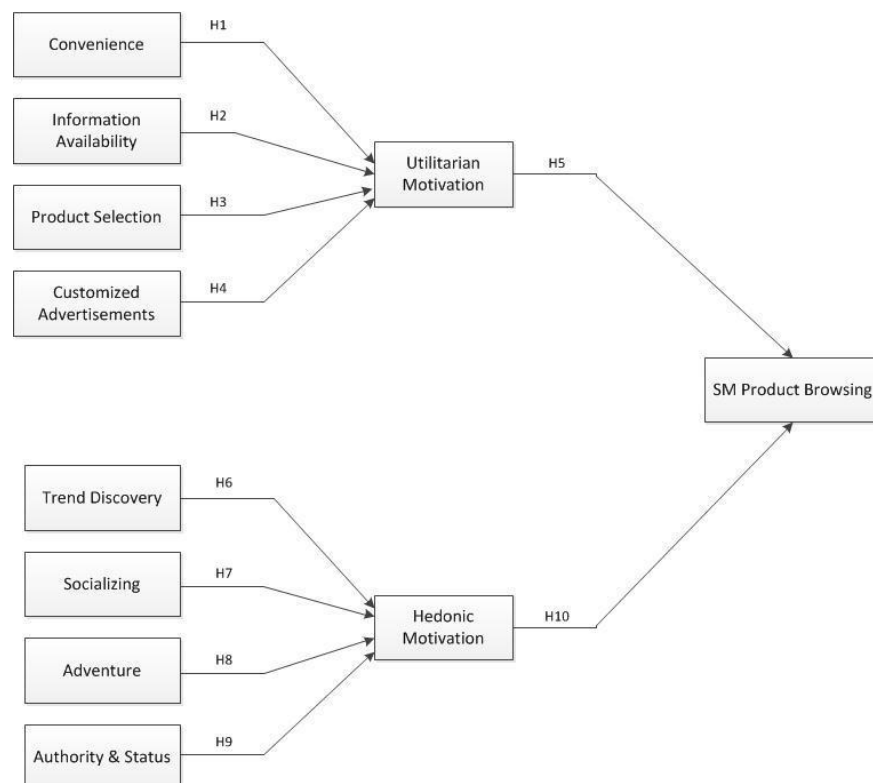 Convenience
H1
Information
Availability
H2
Product Selection
H3
Customized
Advertisements
H4
Utilitarian
Motivation
H5
SM Product Browsing
Trend Discovery
H6
Socializing
H7
Adventure
H8
Authority & Status
H9
Hedonic
Motivation
H10